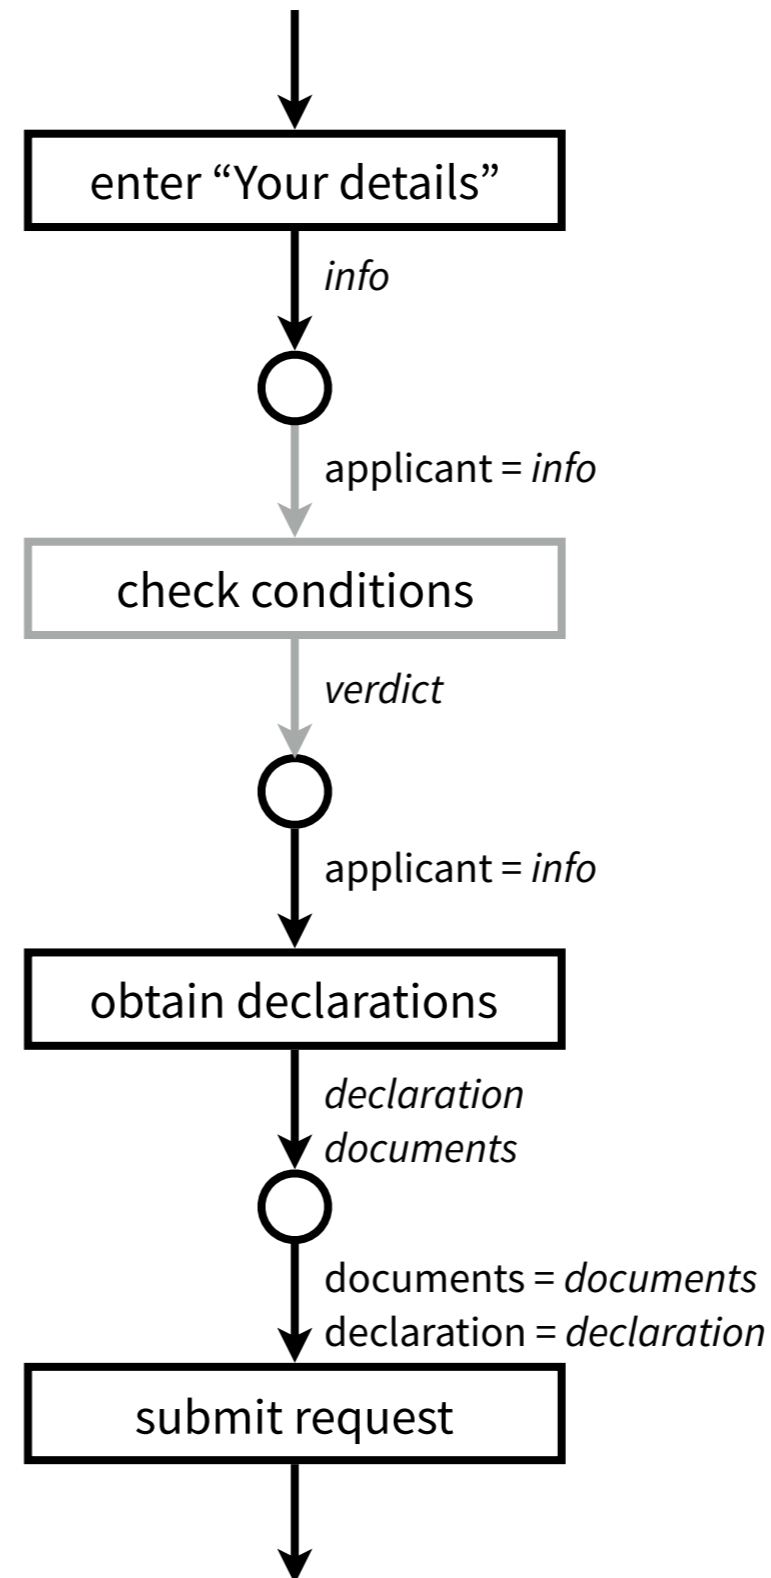 enter “Your details”
info
applicant = info
check conditions
verdict
applicant = info
obtain declarations
declaration
documents
documents = documents
declaration = declaration
submit request